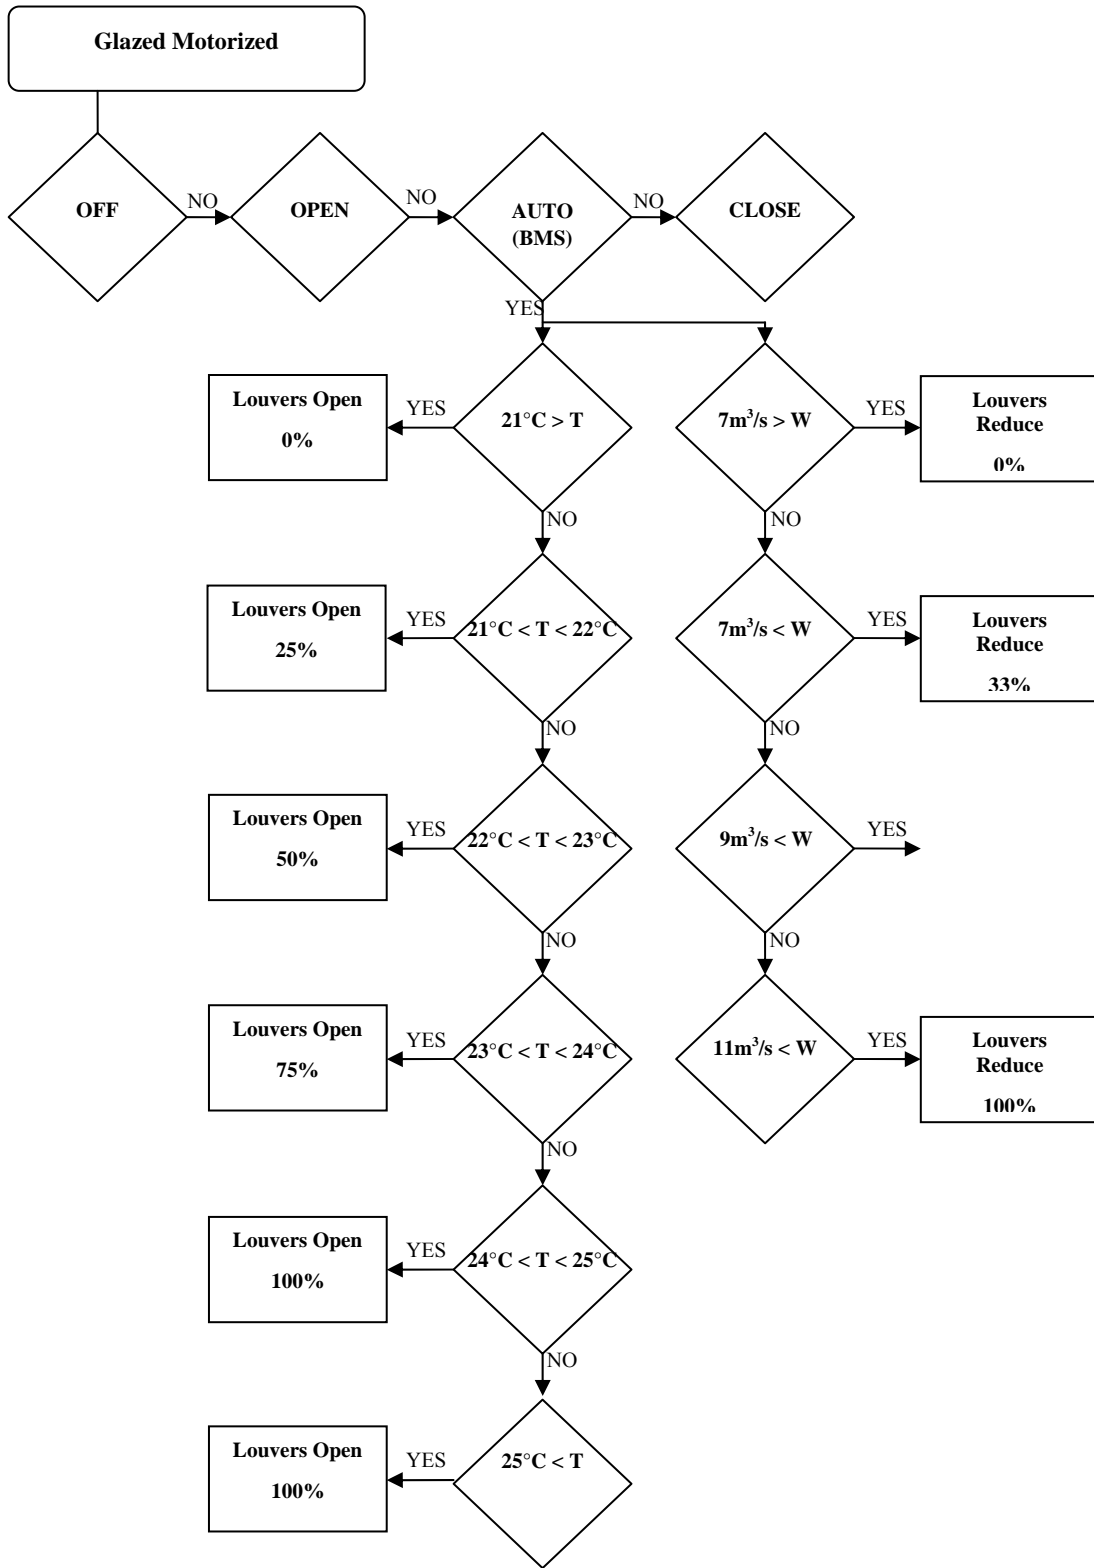 Glazed Motorized
OFF
NO
OPEN
NO
AUTO
(BMS)
NO
CLOSE
YES
Louvers Open
0%
YES
21°C > T
7m³/s > W
YES
Louvers
Reduce
0%
NO
NO
Louvers Open
25%
YES
21°C < T < 22°C
7m³/s < W
YES
Louvers
Reduce
33%
NO
NO
Louvers Open
50%
YES
22°C < T < 23°C
9m³/s < W
YES
NO
NO
Louvers Open
75%
YES
23°C < T < 24°C
11m³/s < W
YES
Louvers
Reduce
100%
NO
Louvers Open
100%
YES
24°C < T < 25°C
NO
Louvers Open
100%
YES
25°C < T